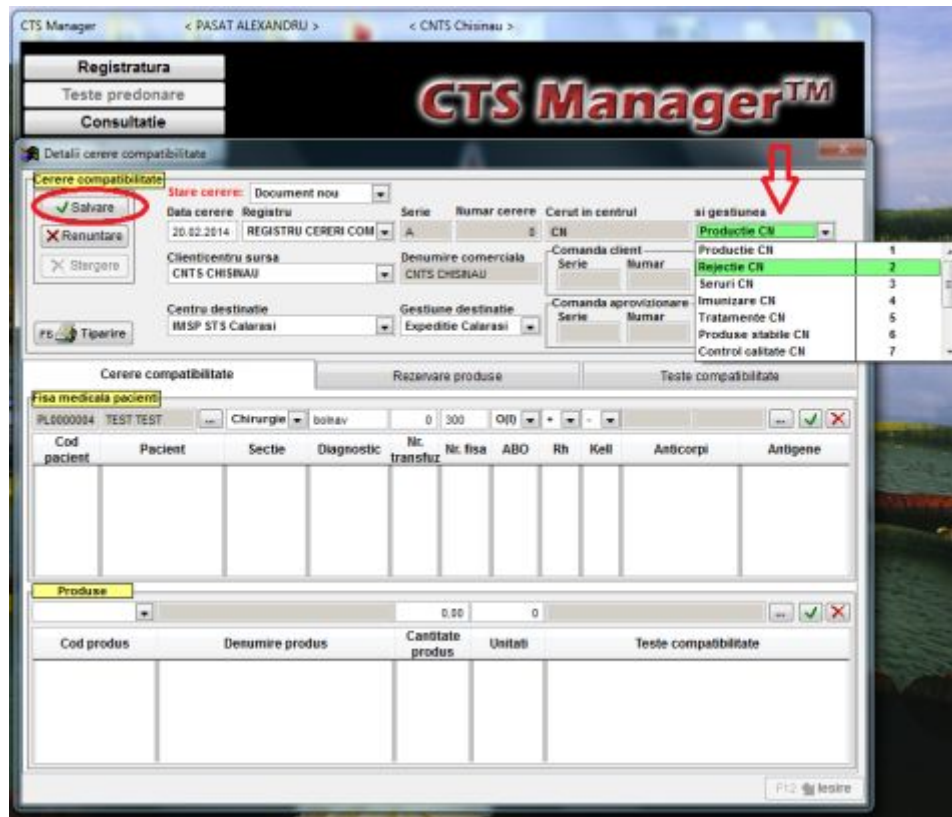 CTS Manager < PASAT ALEXANDRU > < CNTS Chisinau >
Registratura
Teste predonare
Consultatie
CTS Manager™
Detalii cerere compatibilitate
Cerere compatibilitate
Salvare
Renuntare
Stergere
F5 Tiparire
Stare cerere: Document nou
Data cerere Registru Serie Numar cerere Cerut in centrul si gestiunea
20.02.2014 REGISTRU CERERI COM A 0 CN Productie CN
Clienticentru sursa Denumire comerciala Comanda client
CNTS CHISINAU CNTS CHISINAU Serie Numar
Centru destinatie Gestiune destinatie Comanda aprovizionare
IMSP STS Calarasi Expeditie Calarasi Serie Numar
Productie CN 1
Rejectie CN 2
Seruri CN 3
Imunizare CN 4
Tratamente CN 5
Produse stabile CN 6
Control calitate CN 7
Cerere compatibilitate Rezervare produse Teste compatibilitate
Fisa medicala pacienti
PL0000004 TEST TEST ... Chirurgie bolnav 0 300 O(I) + - ...
Cod pacient Pacient Sectie Diagnostic Nr. transfuz Nr. fisa ABO Rh Kell Anticorpi Antigene
Produse
0.00 0 ...
Cod produs Denumire produs Cantitate produs Unitati Teste compatibilitate
F12 Iesire